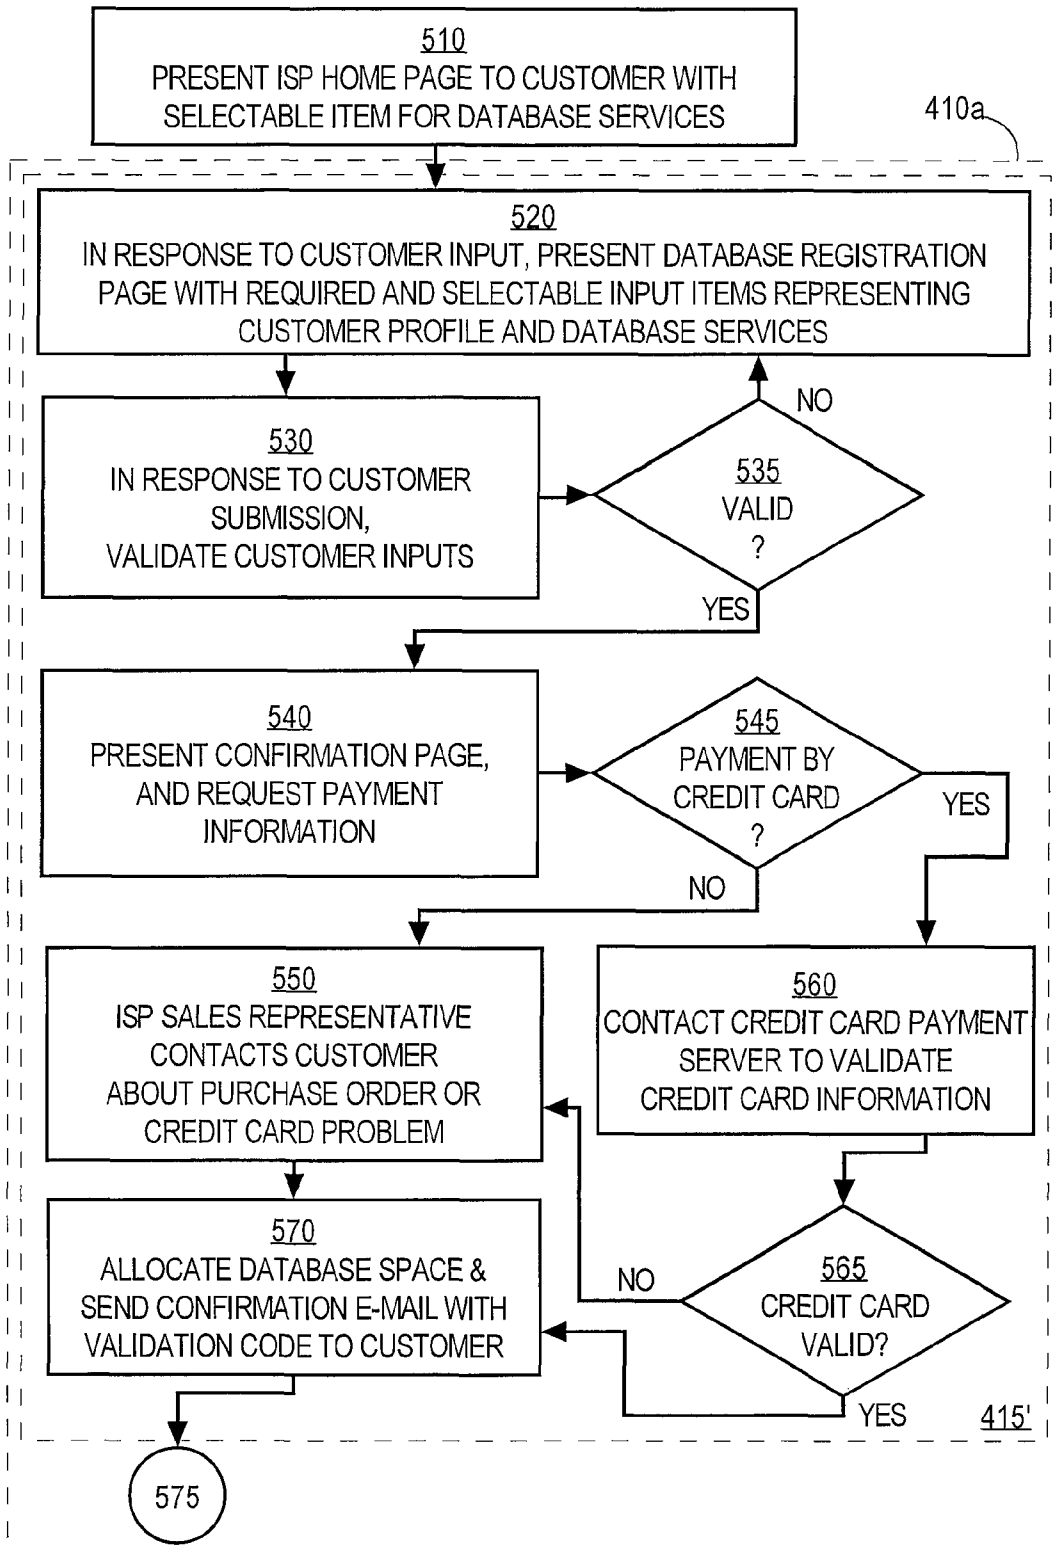 510
PRESENT ISP HOME PAGE TO CUSTOMER WITH
SELECTABLE ITEM FOR DATABASE SERVICES
410a
520
IN RESPONSE TO CUSTOMER INPUT, PRESENT DATABASE REGISTRATION
PAGE WITH REQUIRED AND SELECTABLE INPUT ITEMS REPRESENTING
CUSTOMER PROFILE AND DATABASE SERVICES
530
IN RESPONSE TO CUSTOMER
SUBMISSION,
VALIDATE CUSTOMER INPUTS
NO
535
VALID
?
YES
540
PRESENT CONFIRMATION PAGE,
AND REQUEST PAYMENT
INFORMATION
545
PAYMENT BY
CREDIT CARD
?
YES
NO
550
ISP SALES REPRESENTATIVE
CONTACTS CUSTOMER
ABOUT PURCHASE ORDER OR
CREDIT CARD PROBLEM
560
CONTACT CREDIT CARD PAYMENT
SERVER TO VALIDATE
CREDIT CARD INFORMATION
570
ALLOCATE DATABASE SPACE &
SEND CONFIRMATION E-MAIL WITH
VALIDATION CODE TO CUSTOMER
NO
565
CREDIT CARD
VALID?
YES
415'
575